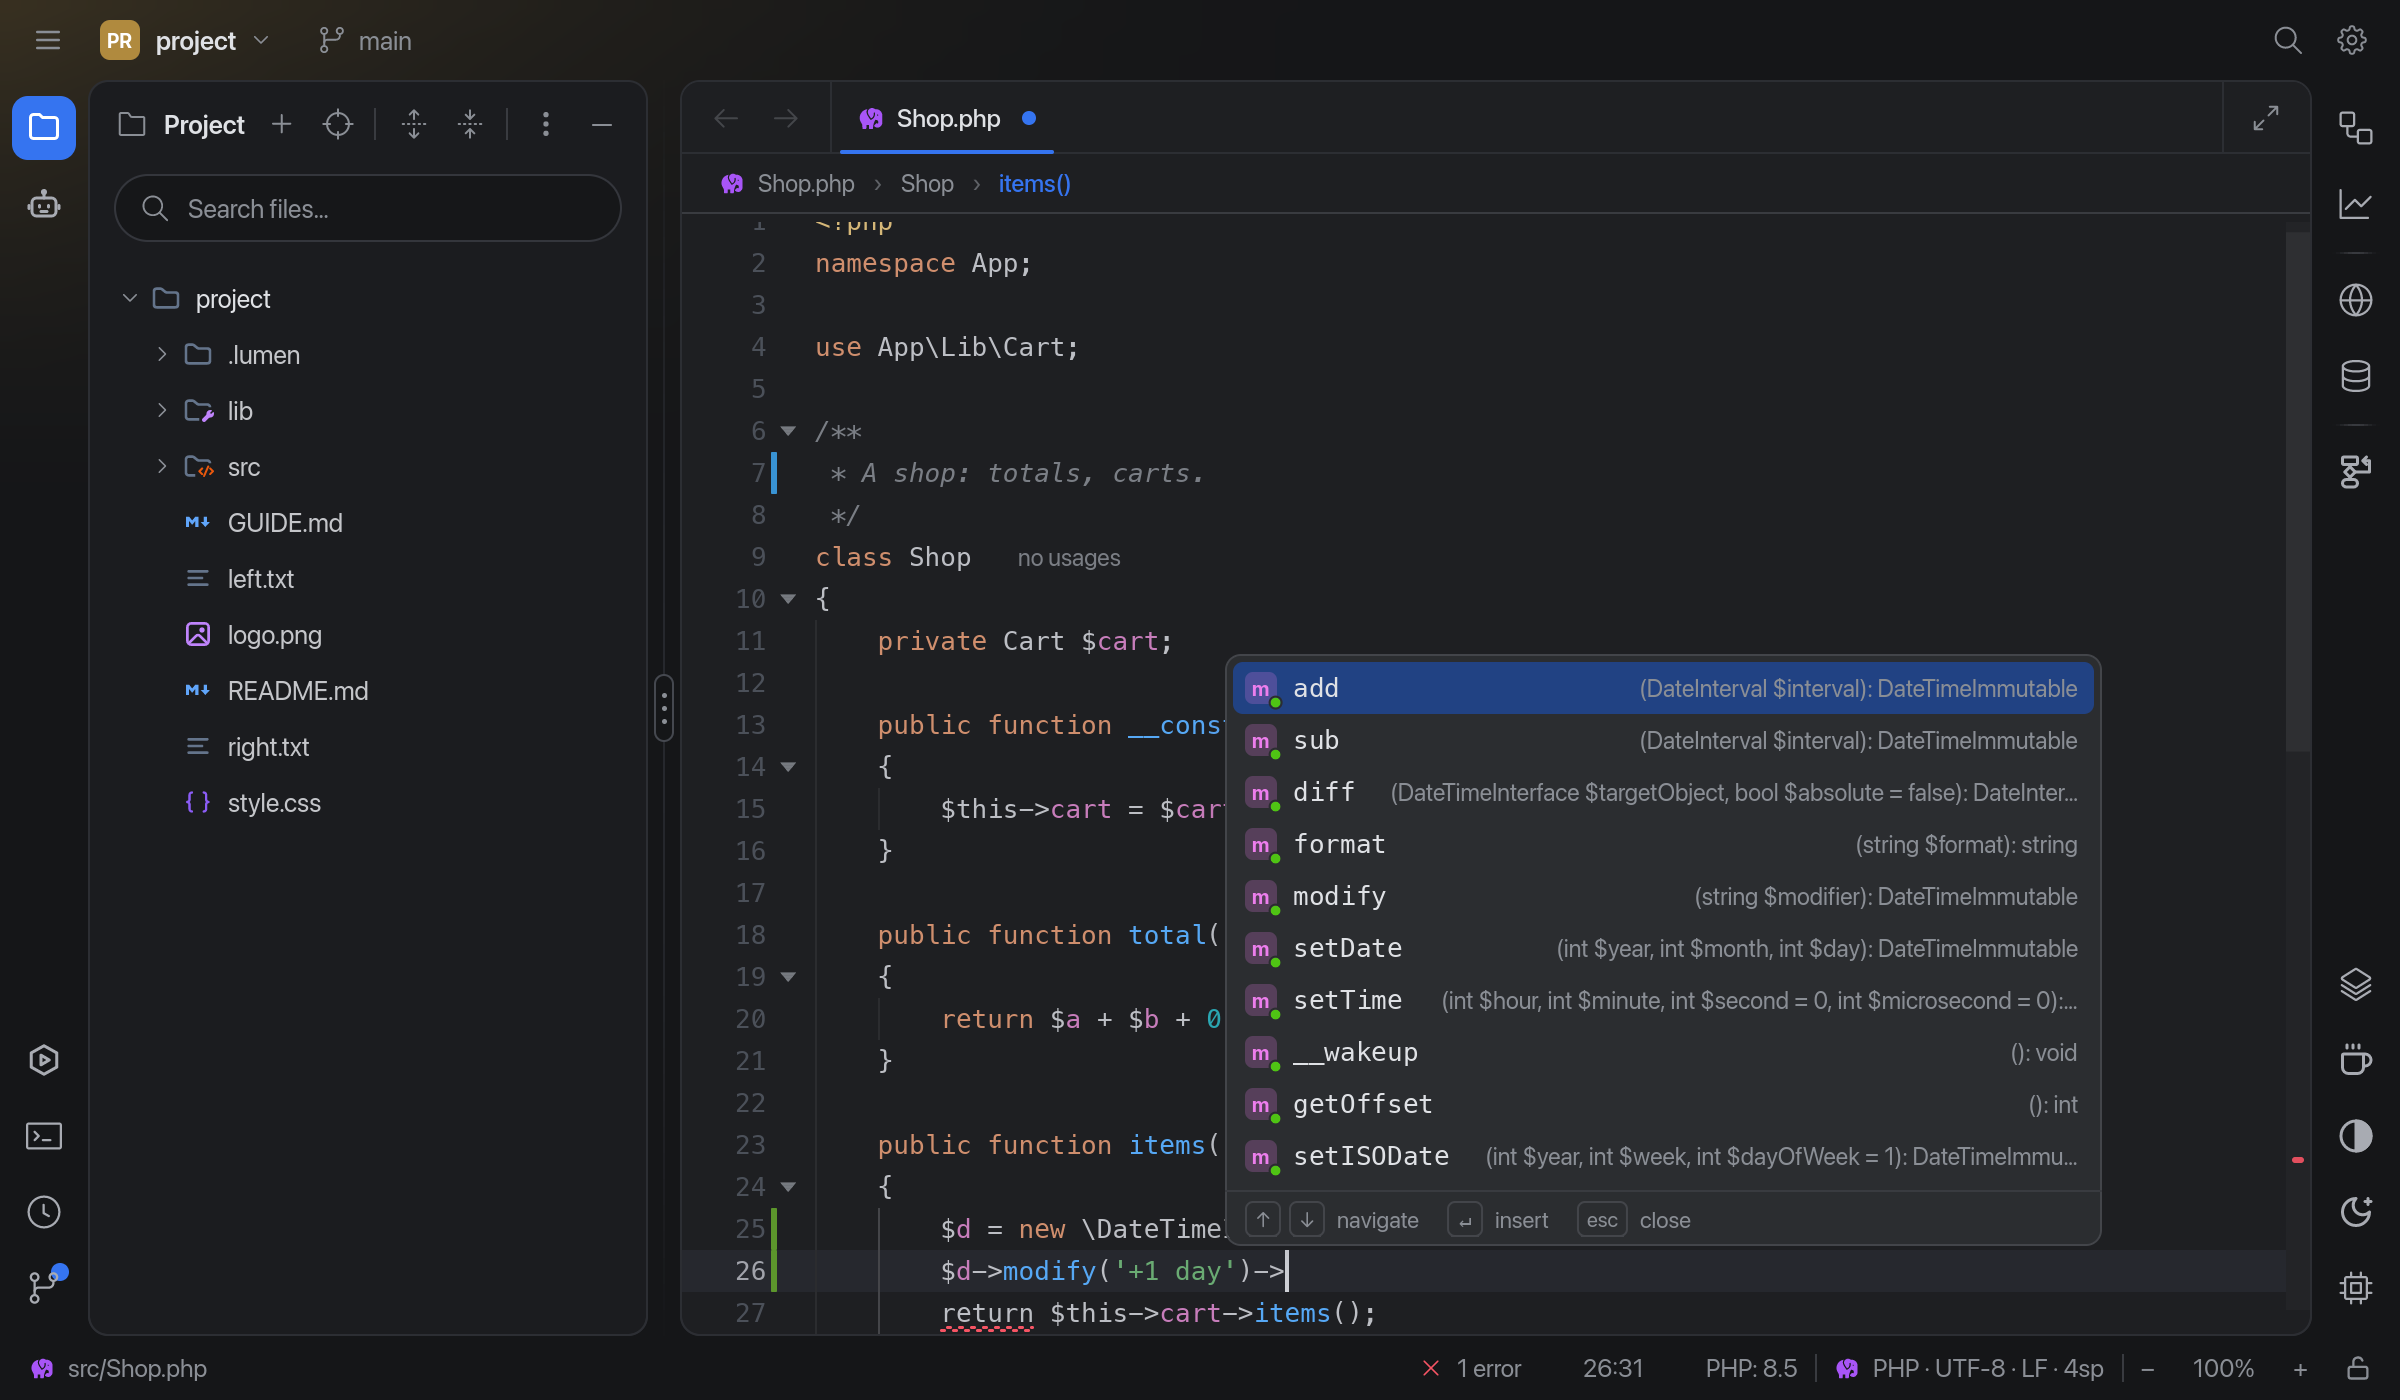 PR project main
Project
Search files...
project
.lumen
lib
src
GUIDE.md
left.txt
logo.png
README.md
right.txt
style.css
Shop.php
Shop.php › Shop › items()
1 <?php
2 namespace App;
3
4 use App\Lib\Cart;
5
6 /**
7 * A shop: totals, carts.
8 */
9 class Shop no usages
10 {
11 private Cart $cart;
12
13 public function __const
14 {
15 $this->cart = $car
16 }
17
18 public function total(
19 {
20 return $a + $b + 0
21 }
22
23 public function items(
24 {
25 $d = new \DateTime
26 $d->modify('+1 day')->
27 return $this->cart->items();
m add (DateInterval $interval): DateTimeImmutable
m sub (DateInterval $interval): DateTimeImmutable
m diff (DateTimeInterface $targetObject, bool $absolute = false): DateInter...
m format (string $format): string
m modify (string $modifier): DateTimeImmutable
m setDate (int $year, int $month, int $day): DateTimeImmutable
m setTime (int $hour, int $minute, int $second = 0, int $microsecond = 0):...
m __wakeup (): void
m getOffset (): int
m setISODate (int $year, int $week, int $dayOfWeek = 1): DateTimeImmu...
↑ ↓ navigate ↵ insert esc close
src/Shop.php 1 error 26:31 PHP: 8.5 PHP · UTF-8 · LF · 4sp − 100% +